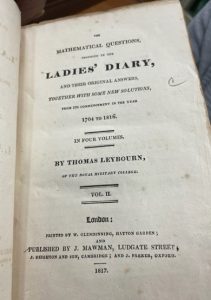 THE
MATHEMATICAL QUESTIONS,
PROPOSED IN THE
LADIES' DIARY,
AND THEIR ORIGINAL ANSWERS,
TOGETHER WITH SOME NEW SOLUTIONS,
FROM ITS COMMENCEMENT IN THE YEAR
1704 TO 1816.
IN FOUR VOLUMES.
BY THOMAS LEYBOURN,
OF THE ROYAL MILITARY COLLEGE.
VOL. II.
London:
PRINTED BY W. GLENDINNING, HATTON GARDEN;
AND
PUBLISHED BY J. MAWMAN, LUDGATE STREET;
J. DEIGHTON AND SON, CAMBRIDGE; AND J. PARKER, OXFORD.
1817.